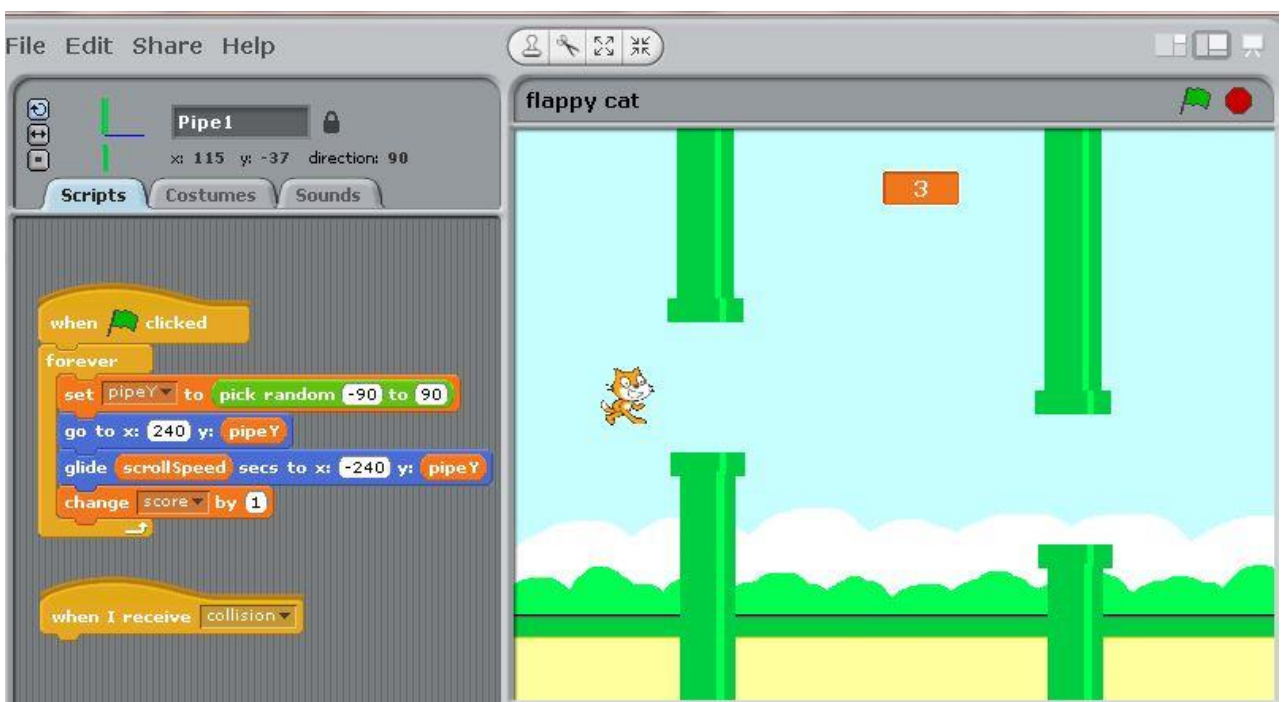 File Edit Share Help
Pipe1
x: 115 y: -37 direction: 90
Scripts Costumes Sounds
when clicked
forever
set pipeY to pick random -90 to 90
go to x: 240 y: pipeY
glide scrollSpeed secs to x: -240 y: pipeY
change score by 1
when I receive collision
flappy cat
3